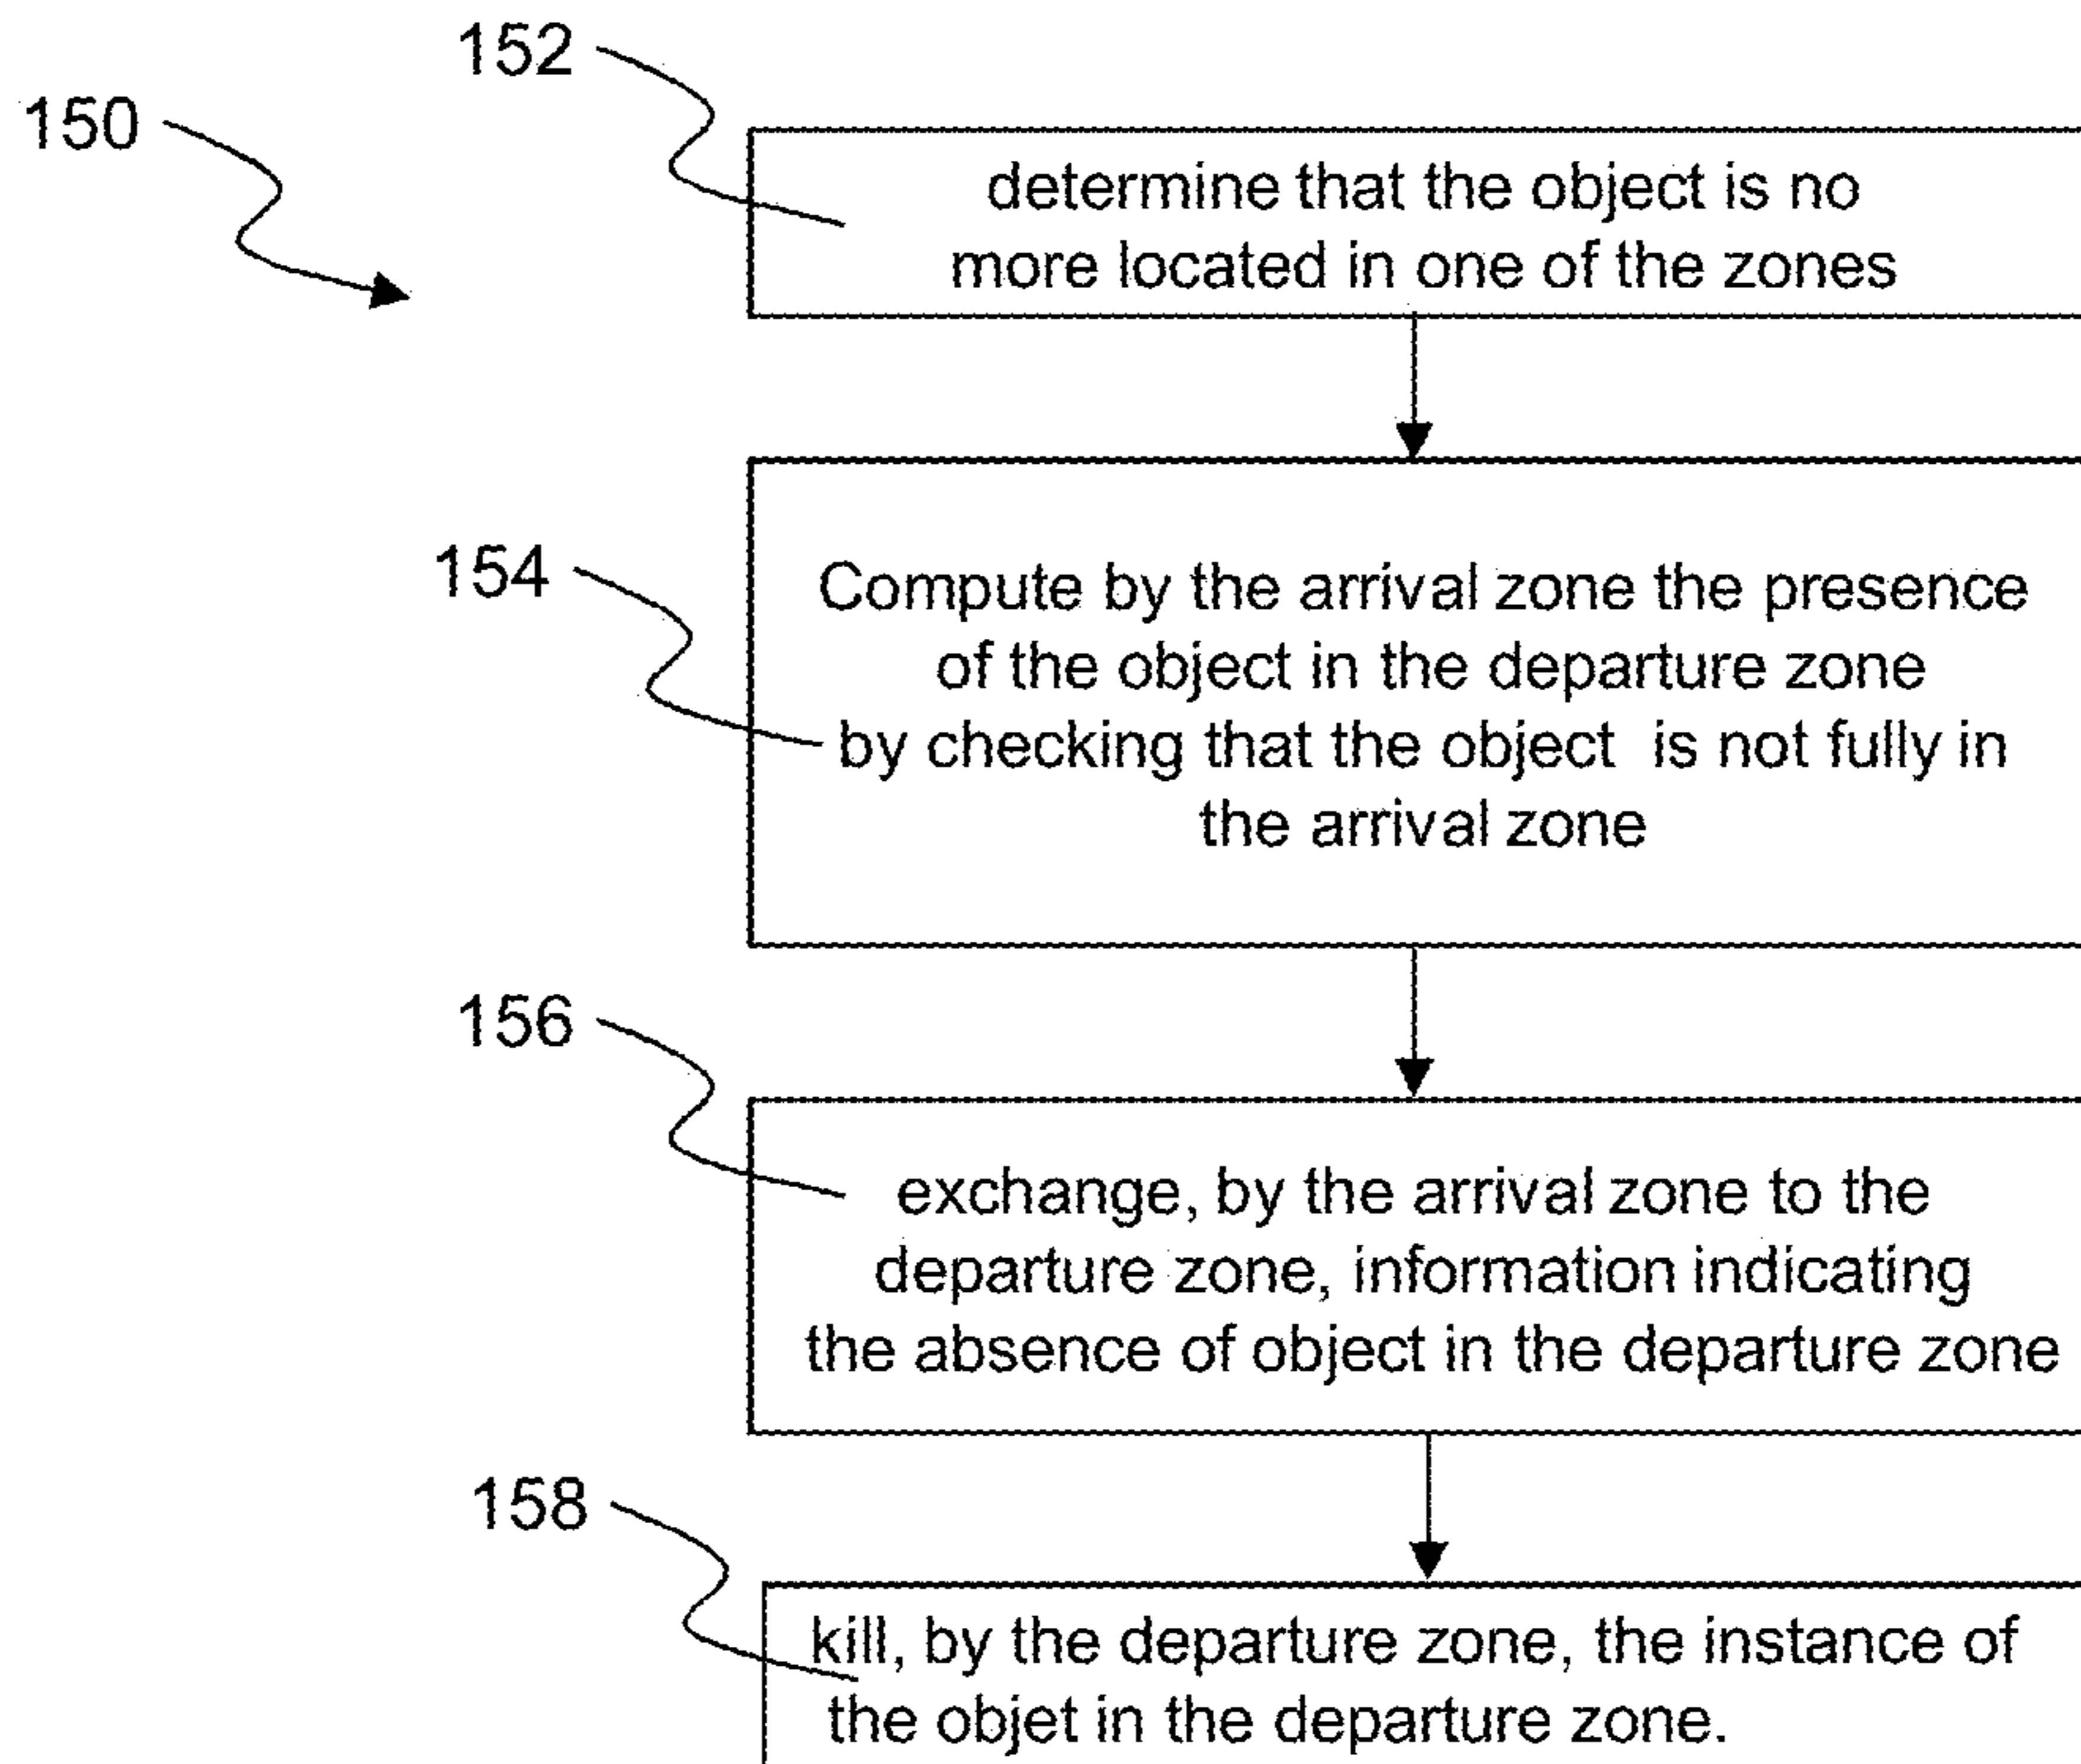 152
150
determine that the object is no
more located in one of the zones
154
Compute by the arrival zone the presence
of the object in the departure zone
by checking that the object is not fully in
the arrival zone
156
exchange, by the arrival zone to the
departure zone, information indicating
the absence of object in the departure zone
158
kill, by the departure zone, the instance of
the objet in the departure zone.